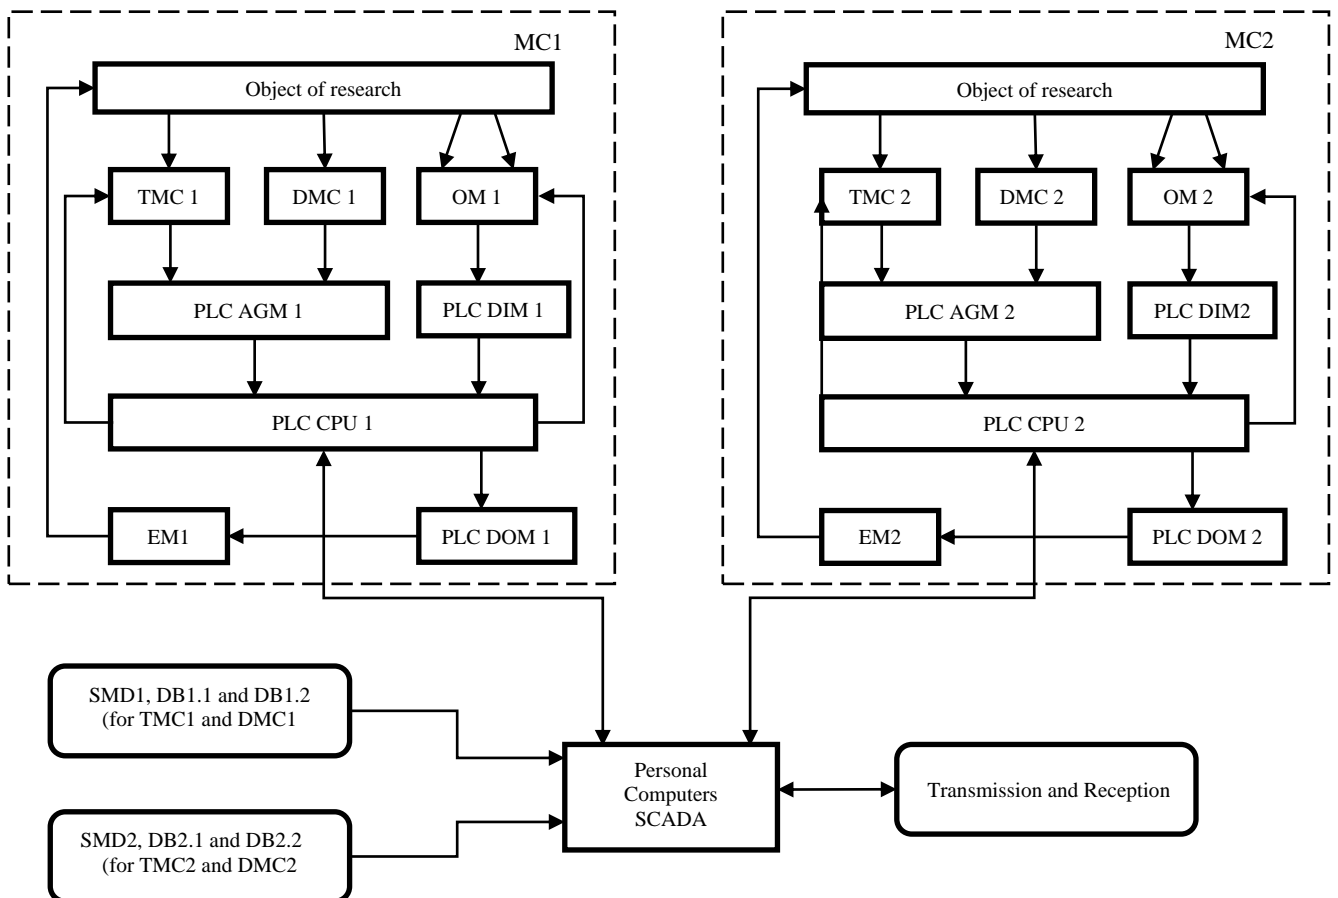 MC1
Object of research
TMC 1
DMC 1
OM 1
PLC AGM 1
PLC DIM 1
PLC CPU 1
EM1
PLC DOM 1
MC2
Object of research
TMC 2
DMC 2
OM 2
PLC AGM 2
PLC DIM2
PLC CPU 2
EM2
PLC DOM 2
SMD1, DB1.1 and DB1.2
(for TMC1 and DMC1
SMD2, DB2.1 and DB2.2
(for TMC2 and DMC2
Personal
Computers
SCADA
Transmission and Reception